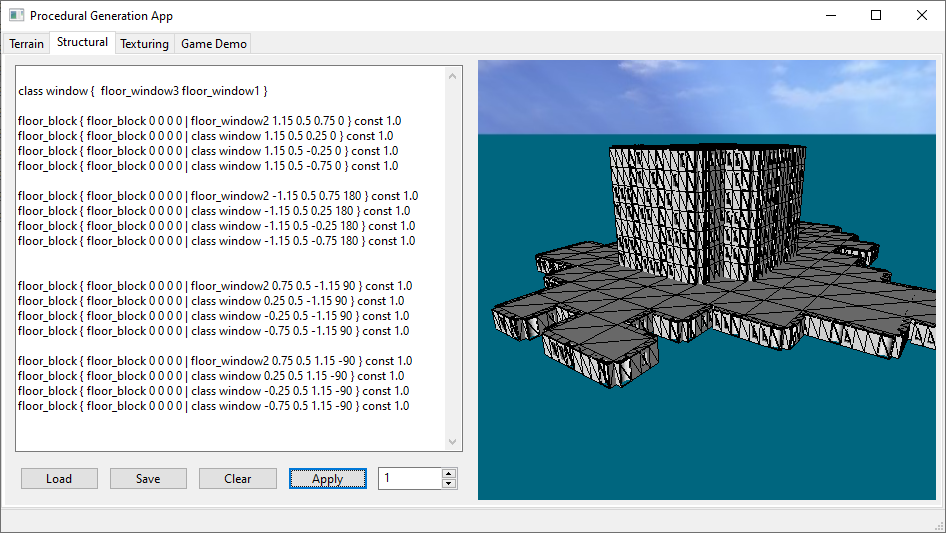 Procedural Generation App
Terrain Structural Texturing Game Demo
class window {  floor_window3 floor_window1 }
floor_block { floor_block 0 0 0 0 | floor_window2 1.15 0.5 0.75 0 } const 1.0
floor_block { floor_block 0 0 0 0 | class window 1.15 0.5 0.25 0 } const 1.0
floor_block { floor_block 0 0 0 0 | class window 1.15 0.5 -0.25 0 } const 1.0
floor_block { floor_block 0 0 0 0 | class window 1.15 0.5 -0.75 0 } const 1.0
floor_block { floor_block 0 0 0 0 | floor_window2 -1.15 0.5 0.75 180 } const 1.0
floor_block { floor_block 0 0 0 0 | class window -1.15 0.5 0.25 180 } const 1.0
floor_block { floor_block 0 0 0 0 | class window -1.15 0.5 -0.25 180 } const 1.0
floor_block { floor_block 0 0 0 0 | class window -1.15 0.5 -0.75 180 } const 1.0
floor_block { floor_block 0 0 0 0 | floor_window2 0.75 0.5 -1.15 90 } const 1.0
floor_block { floor_block 0 0 0 0 | class window 0.25 0.5 -1.15 90 } const 1.0
floor_block { floor_block 0 0 0 0 | class window -0.25 0.5 -1.15 90 } const 1.0
floor_block { floor_block 0 0 0 0 | class window -0.75 0.5 -1.15 90 } const 1.0
floor_block { floor_block 0 0 0 0 | floor_window2 0.75 0.5 1.15 -90 } const 1.0
floor_block { floor_block 0 0 0 0 | class window 0.25 0.5 1.15 -90 } const 1.0
floor_block { floor_block 0 0 0 0 | class window -0.25 0.5 1.15 -90 } const 1.0
floor_block { floor_block 0 0 0 0 | class window -0.75 0.5 1.15 -90 } const 1.0
Load Save Clear Apply 1